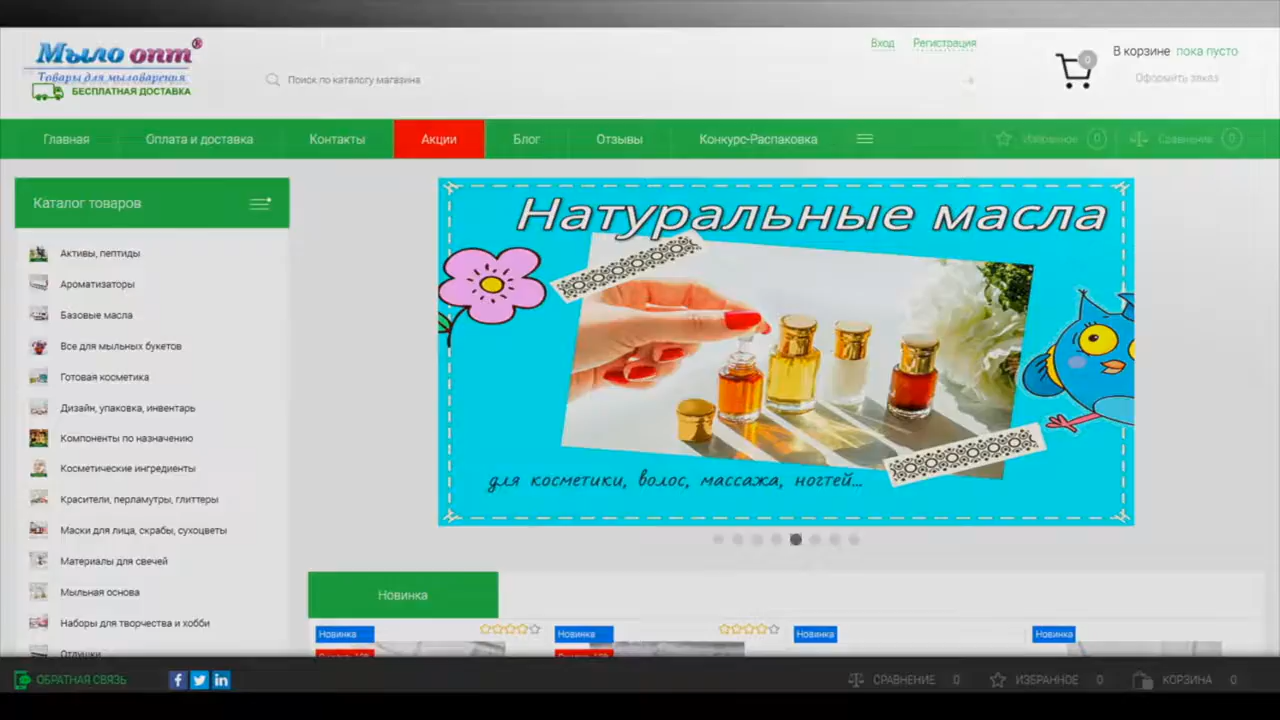 Мыло опт®
Товары для мыловарения
БЕСПЛАТНАЯ ДОСТАВКА
Поиск по каталогу магазина
Вход Регистрация
0
В корзине пока пусто
Оформить заказ
Главная Оплата и доставка Контакты Акции Блог Отзывы Конкурс-Распаковка Избранное 0 Сравнение 0
Каталог товаров
Активы, пептиды
Ароматизаторы
Базовые масла
Все для мыльных букетов
Готовая косметика
Дизайн, упаковка, инвентарь
Компоненты по назначению
Косметические ингредиенты
Красители, перламутры, глиттеры
Маски для лица, скрабы, сухоцветы
Материалы для свечей
Мыльная основа
Наборы для творчества и хобби
Отдушки
Натуральные масла
для косметики, волос, массажа, ногтей...
Новинка
Новинка Новинка Новинка Новинка
ОБРАТНАЯ СВЯЗЬ
СРАВНЕНИЕ 0 ИЗБРАННОЕ 0 КОРЗИНА 0